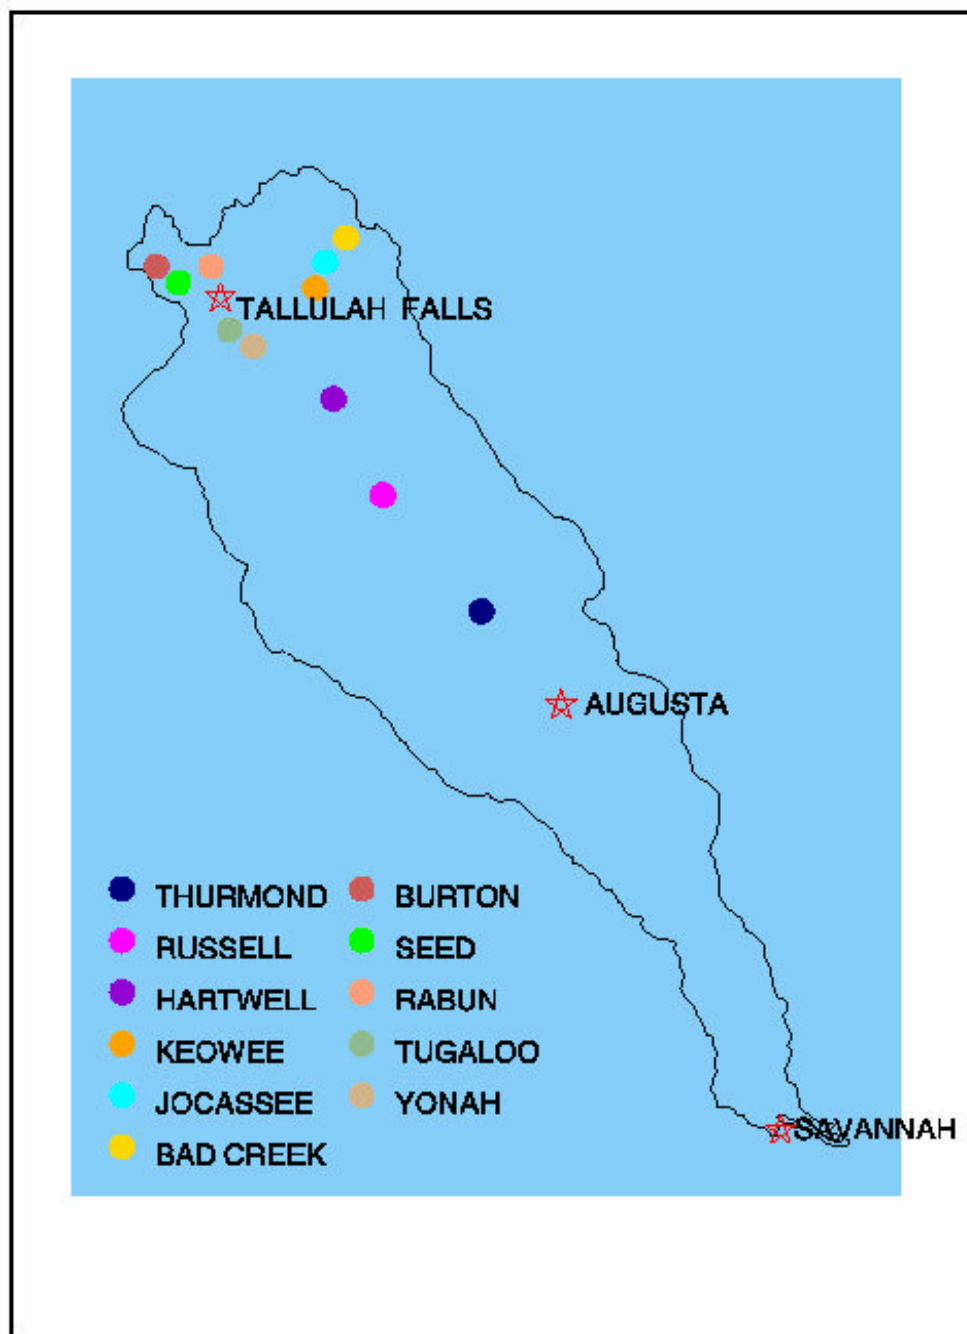 TALLULAH FALLS
AUGUSTA
THURMOND
BURTON
RUSSELL
SEED
HARTWELL
RABUN
KEOWEE
TUGALOO
JOCASSEE
YONAH
BAD CREEK
SAVANNAH